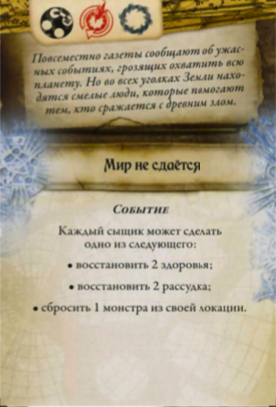 Повсеместно газеты сообщают об ужас-
ных событиях, грозящих охватить всю
планету. Но во всех уголках Земли нахо-
дятся смелые люди, которые помогают
тем, кто сражается с древним злом.
Мир не сдаётся
Событие
Каждый сыщик может сделать
одно из следующего:
• восстановить 2 здоровья;
• восстановить 2 рассудка;
• сбросить 1 монстра из своей локации.